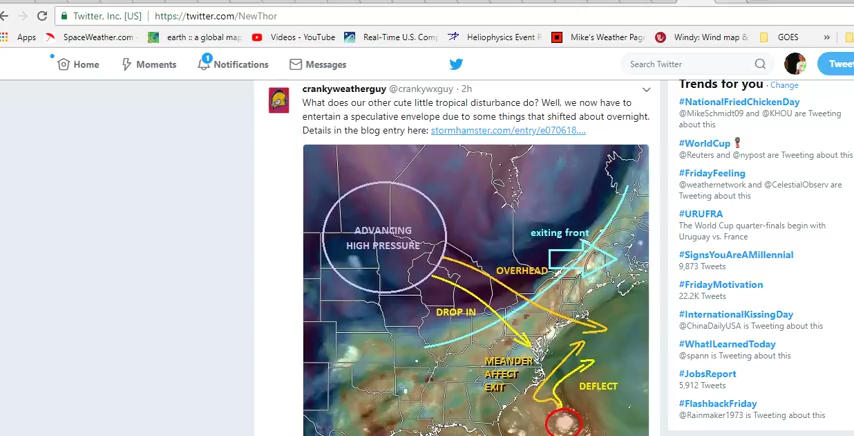 Twitter, Inc. [US] | https://twitter.com/NewThor
Apps SpaceWeather.com earth :: a global map Videos - YouTube Real-Time U.S. Com Heliophysics Event R Mike's Weather Page Windy: Wind map & GOES »
Home Moments 1 Notifications Messages Search Twitter Tweet
crankyweatherguy @crankywxguy · 2h
What does our other cute little tropical disturbance do? Well, we now have to
entertain a speculative envelope due to some things that shifted about overnight.
Details in the blog entry here: stormhamster.com/entry/e070618....
ADVANCING
HIGH PRESSURE
exiting front
OVERHEAD
DROP IN
MEANDER
AFFECT
EXIT
DEFLECT
Trends for you · Change
#NationalFriedChickenDay
@MikeSchmidt09 and @KHOU are Tweeting
about this
#WorldCup
@Reuters and @nypost are Tweeting about this
#FridayFeeling
@weathernetwork and @CelestialObserv are
Tweeting about this
#URUFRA
The World Cup quarter-finals begin with
Uruguay vs. France
#SignsYouAreAMillennial
9,873 Tweets
#FridayMotivation
22.2K Tweets
#InternationalKissingDay
@ChinaDailyUSA is Tweeting about this
#WhatILearnedToday
@spann is Tweeting about this
#JobsReport
5,912 Tweets
#FlashbackFriday
@Rainmaker1973 is Tweeting about this